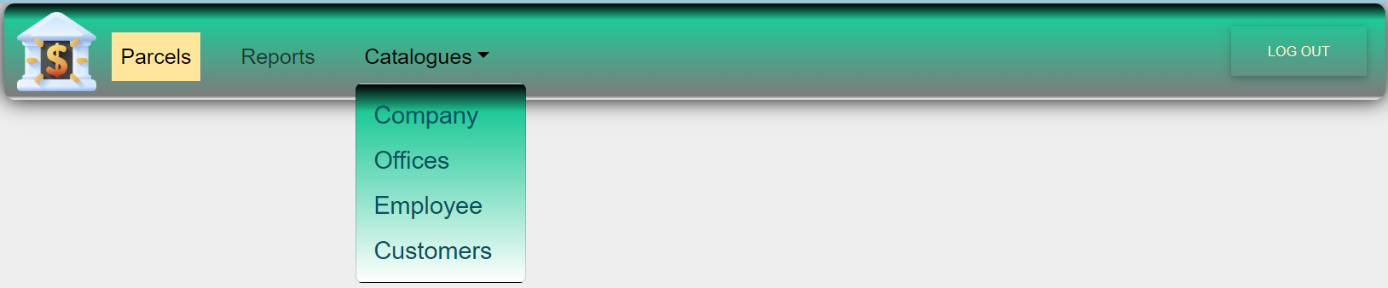 $
Parcels Reports Catalogues LOG OUT
Company
Offices
Employee
Customers